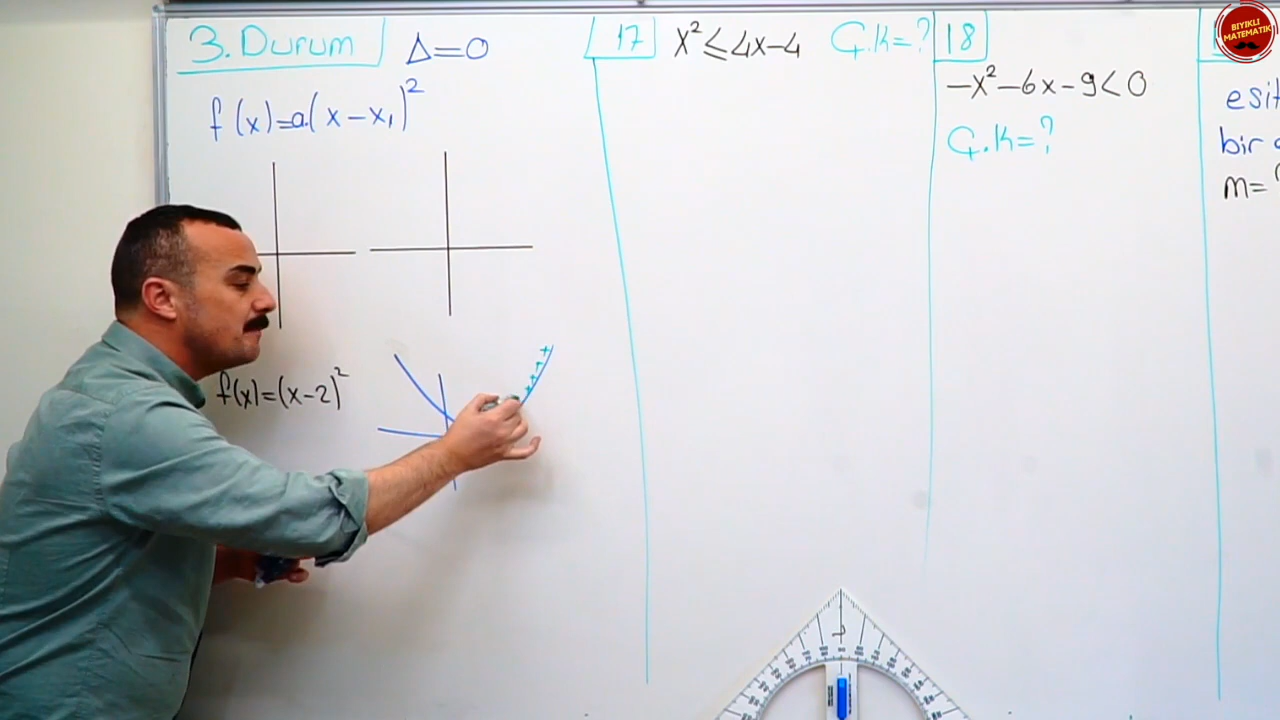 3. Durum Δ=0
f(x)=a.(x-x₁)²
f(x)=(x-2)²
17 x²≤4x-4 Ç.K=?
18
-x²-6x-9<0
Ç.K=?
eşit
bir
m=
BIYIKLI
MATEMATİK